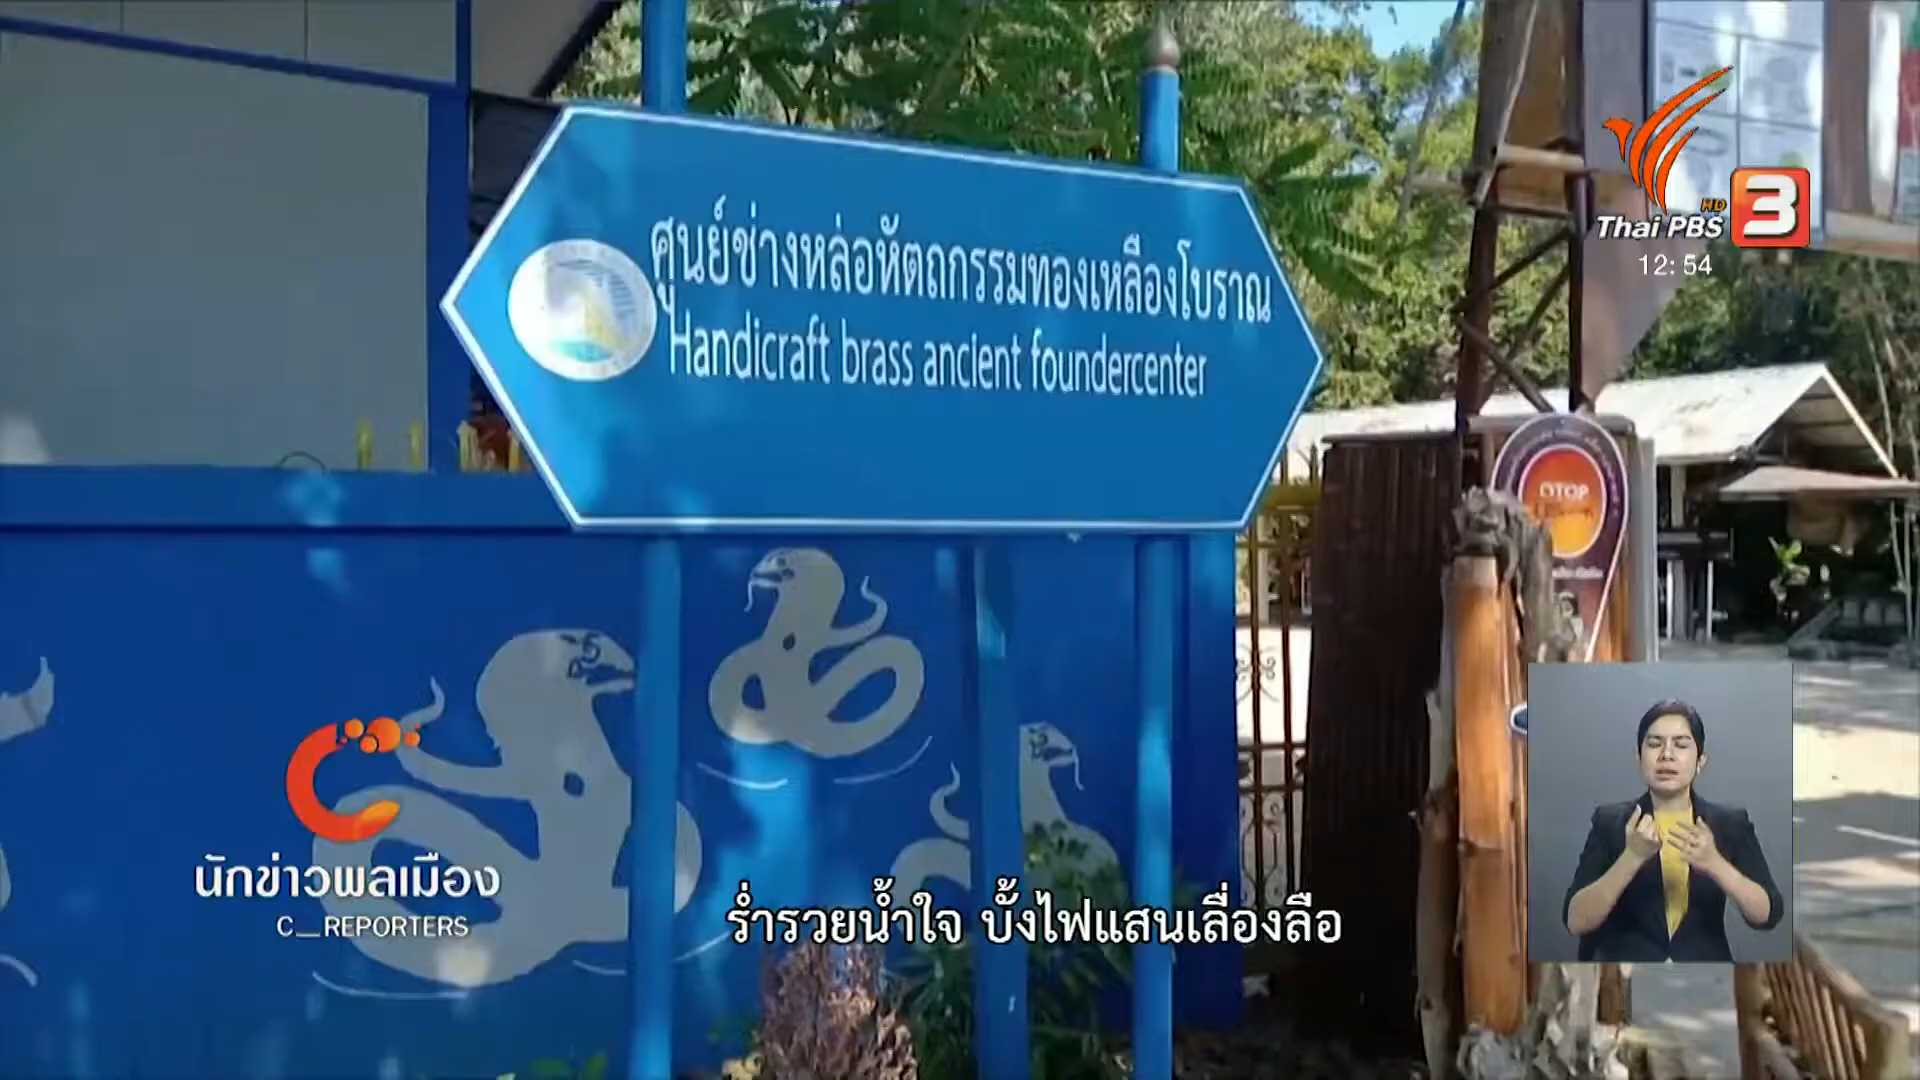 ศูนย์ช่างหล่อหัตถกรรมทองเหลืองโบราณ
Handicraft brass ancient foundercenter
Thai PBS HD 3
12:54
OTOP
นักข่าวพลเมือง
C_REPORTERS
ร่ำรวยน้ำใจ บั้งไฟแสนเลื่องลือ